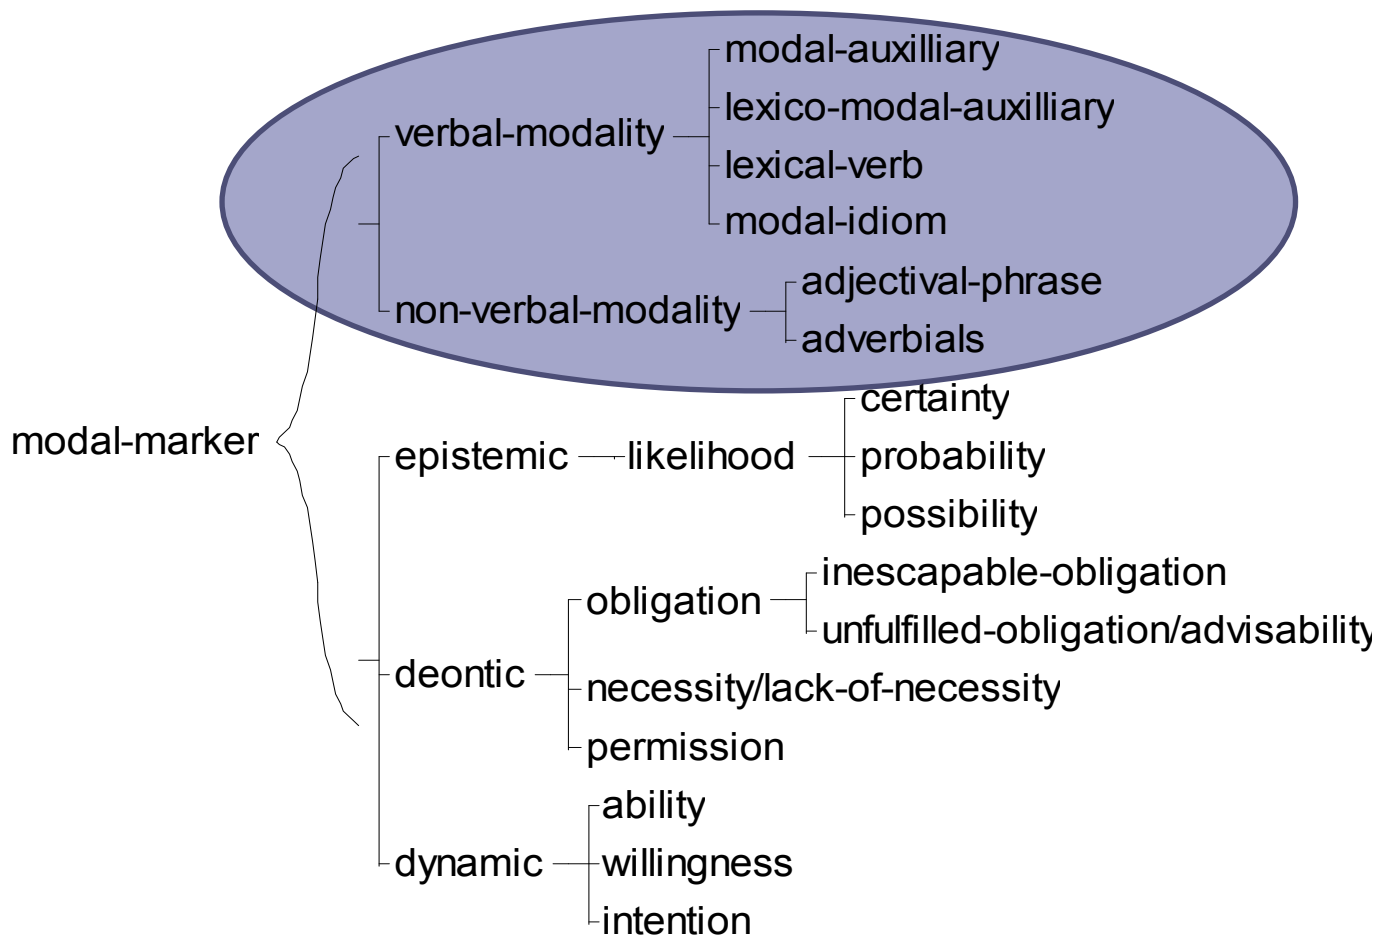 modal-auxilliary
lexico-modal-auxilliary
verbal-modality
lexical-verb
modal-idiom
adjectival-phrase
non-verbal-modality
adverbials
certainty
modal-marker
epistemic
likelihood
probability
possibility
inescapable-obligation
obligation
unfulfilled-obligation/advisability
deontic
necessity/lack-of-necessity
permission
ability
dynamic
willingness
intention